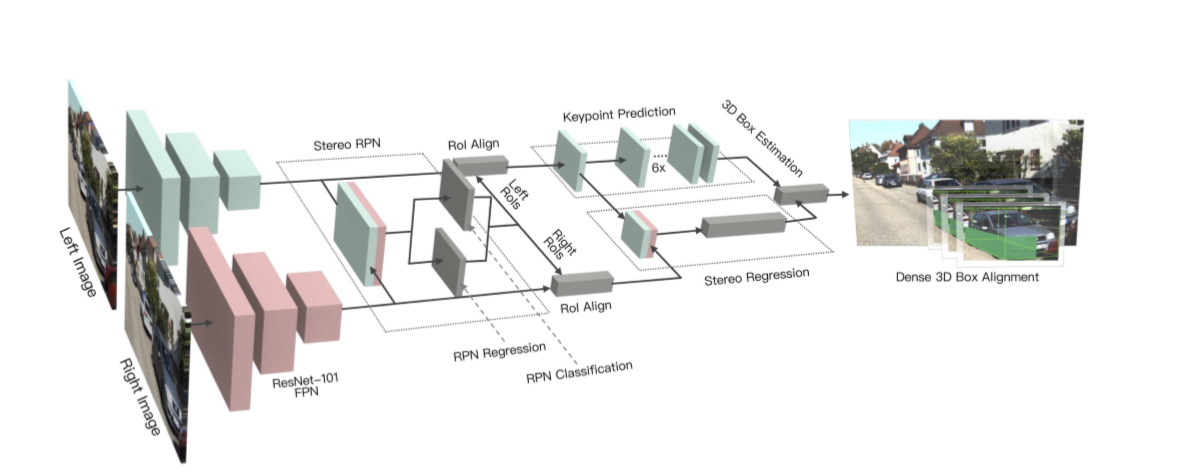 Left Image
Right Image
ResNet-101
FPN
Stereo RPN
RoI Align
Left
RoIs
Right
RoIs
RoI Align
RPN Regression
RPN Classification
Keypoint Prediction
6x
3D Box Estimation
Stereo Regression
Dense 3D Box Alignment